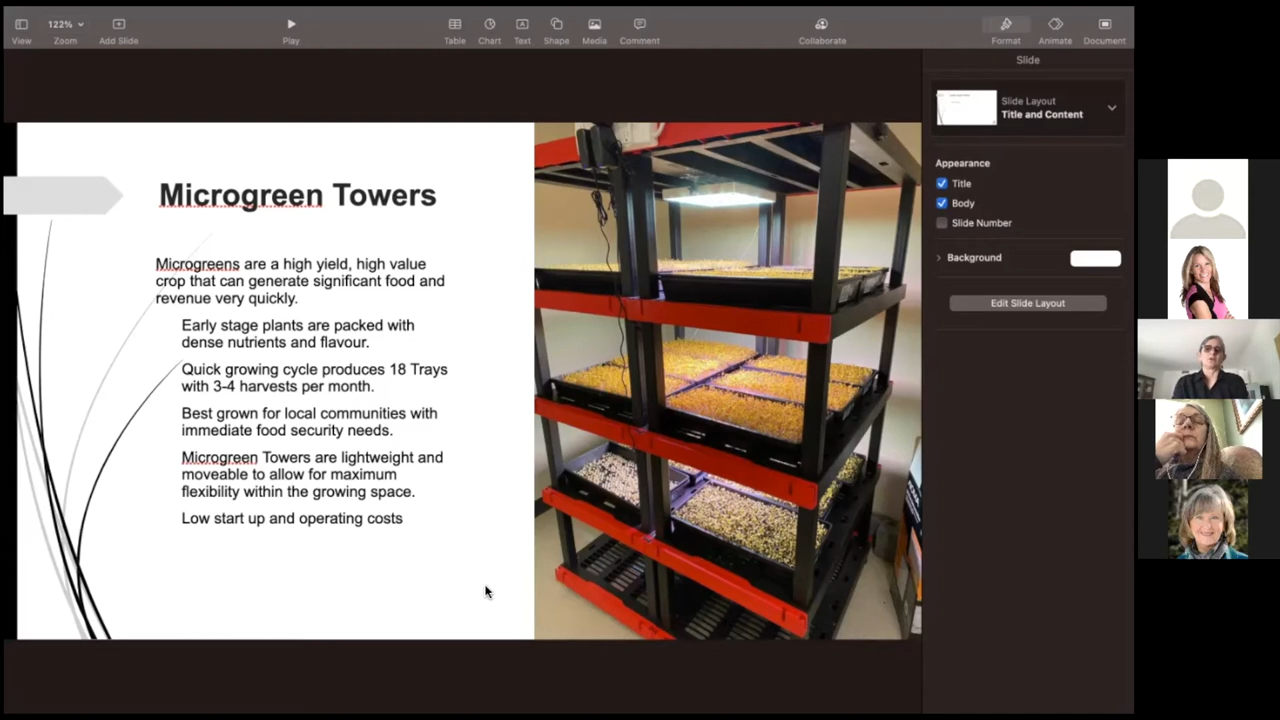 122%
View
Zoom
Add Slide
Play
Table
Chart
Text
Shape
Media
Comment
Collaborate
Format
Animate
Document
Slide
Slide Layout
Title and Content
Appearance
Title
Body
Slide Number
Background
Edit Slide Layout
Microgreen Towers
Microgreens are a high yield, high value
crop that can generate significant food and
revenue very quickly.
Early stage plants are packed with
dense nutrients and flavour.
Quick growing cycle produces 18 Trays
with 3-4 harvests per month.
Best grown for local communities with
immediate food security needs.
Microgreen Towers are lightweight and
moveable to allow for maximum
flexibility within the growing space.
Low start up and operating costs